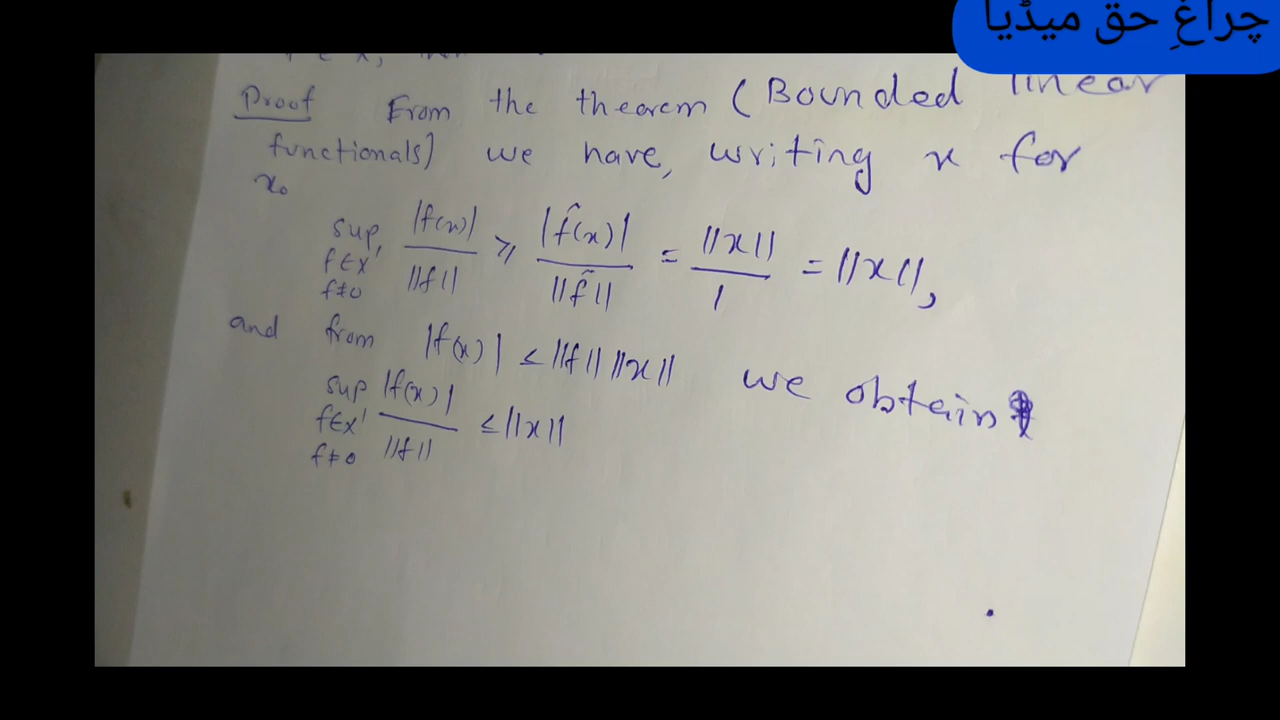 چراغِ حق میڈیا
Proof From the theorem (Bounded linear
functionals) we have, writing x for
x₀
sup f∈X' f≠0 |f(x)| / ||f|| ≥ |f̃(x)| / ||f̃|| = ||x|| / 1 = ||x||,
and from |f(x)| ≤ ||f|| ||x|| we obtain
sup f∈X' f≠0 |f(x)| / ||f|| ≤ ||x||